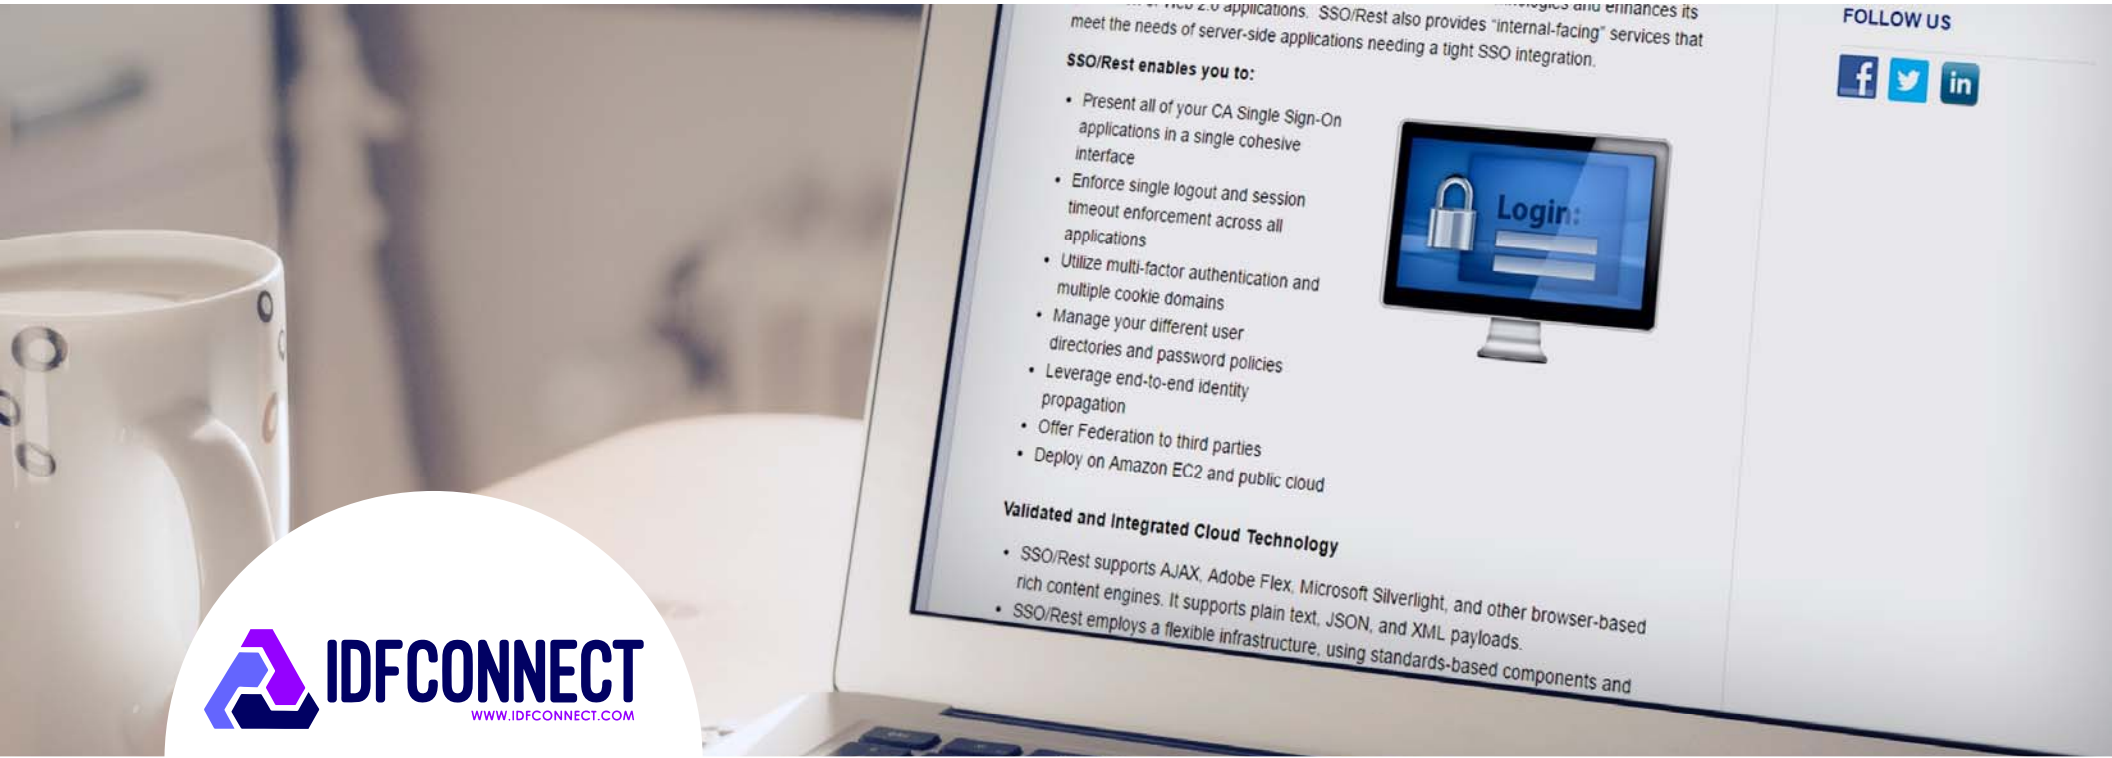 Web 2.0 applications. SSO/Rest also provides "internal-facing" services that
and enhances its
meet the needs of server-side applications needing a tight SSO integration.
SSO/Rest enables you to:
• Present all of your CA Single Sign-On
applications in a single cohesive
interface
• Enforce single logout and session
timeout enforcement across all
applications
• Utilize multi-factor authentication and
multiple cookie domains
• Manage your different user
directories and password policies
• Leverage end-to-end identity
propagation
• Offer Federation to third parties
• Deploy on Amazon EC2 and public cloud
Login:
Validated and Integrated Cloud Technology
• SSO/Rest supports AJAX, Adobe Flex, Microsoft Silverlight, and other browser-based
rich content engines. It supports plain text, JSON, and XML payloads.
• SSO/Rest employs a flexible infrastructure, using standards-based components and
FOLLOW US
f
in
IDFCONNECT
WWW.IDFCONNECT.COM